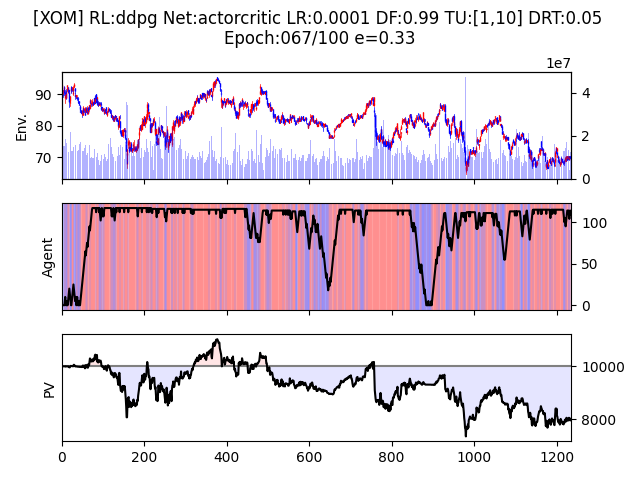 [XOM] RL:ddpg Net:actorcritic LR:0.0001 DF:0.99 TU:[1,10] DRT:0.05
Epoch:067/100 e=0.33
1e7
Env.
90
80
70
4
2
0
Agent
100
50
0
PV
10000
8000
0 200 400 600 800 1000 1200